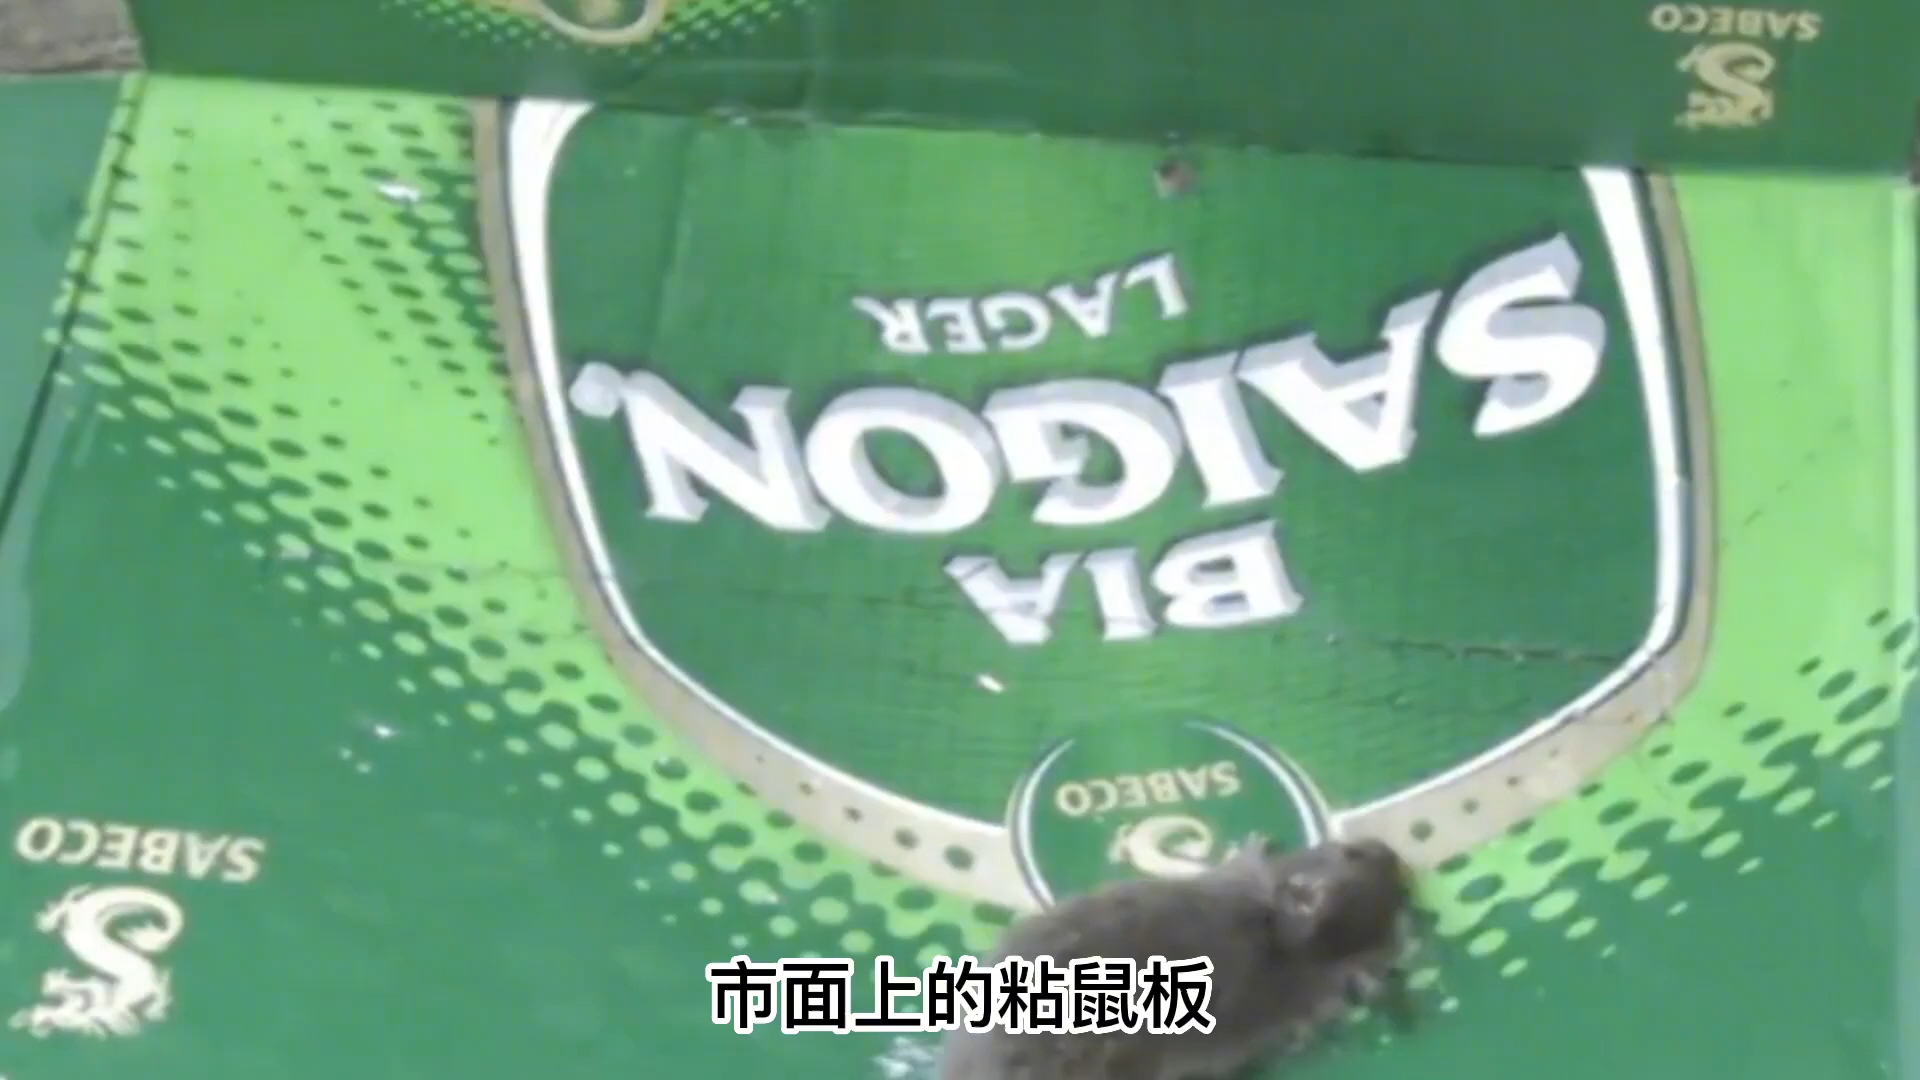 SABECO
LAGER
SAIGON
BIA
SABECO
SABECO
市面上的粘鼠板